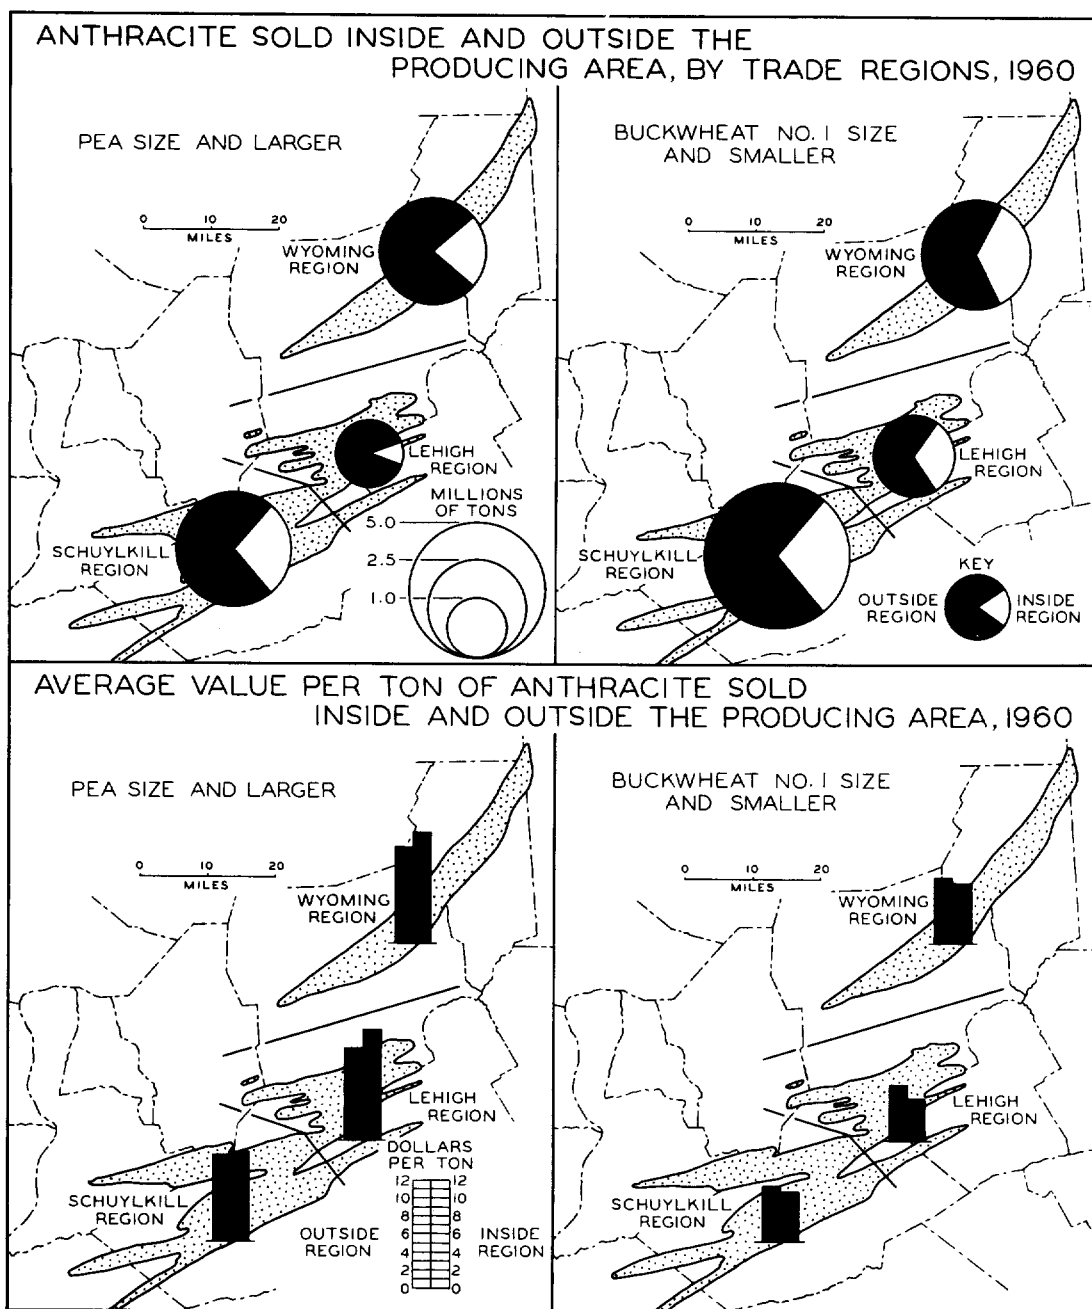 ANTHRACITE SOLD INSIDE AND OUTSIDE THE
PRODUCING AREA, BY TRADE REGIONS, 1960
PEA SIZE AND LARGER
0 10 20
MILES
WYOMING
REGION
LEHIGH
REGION
SCHUYLKILL
REGION
MILLIONS
OF TONS
5.0
2.5
1.0
BUCKWHEAT NO. 1 SIZE
AND SMALLER
0 10 20
MILES
WYOMING
REGION
LEHIGH
REGION
SCHUYLKILL
REGION
KEY
OUTSIDE
REGION
INSIDE
REGION
AVERAGE VALUE PER TON OF ANTHRACITE SOLD
INSIDE AND OUTSIDE THE PRODUCING AREA, 1960
PEA SIZE AND LARGER
0 10 20
MILES
WYOMING
REGION
LEHIGH
REGION
SCHUYLKILL
REGION
DOLLARS
PER TON
12 12
10 10
8 8
6 6
4 4
2 2
0 0
OUTSIDE
REGION
INSIDE
REGION
BUCKWHEAT NO. 1 SIZE
AND SMALLER
0 10 20
MILES
WYOMING
REGION
LEHIGH
REGION
SCHUYLKILL
REGION